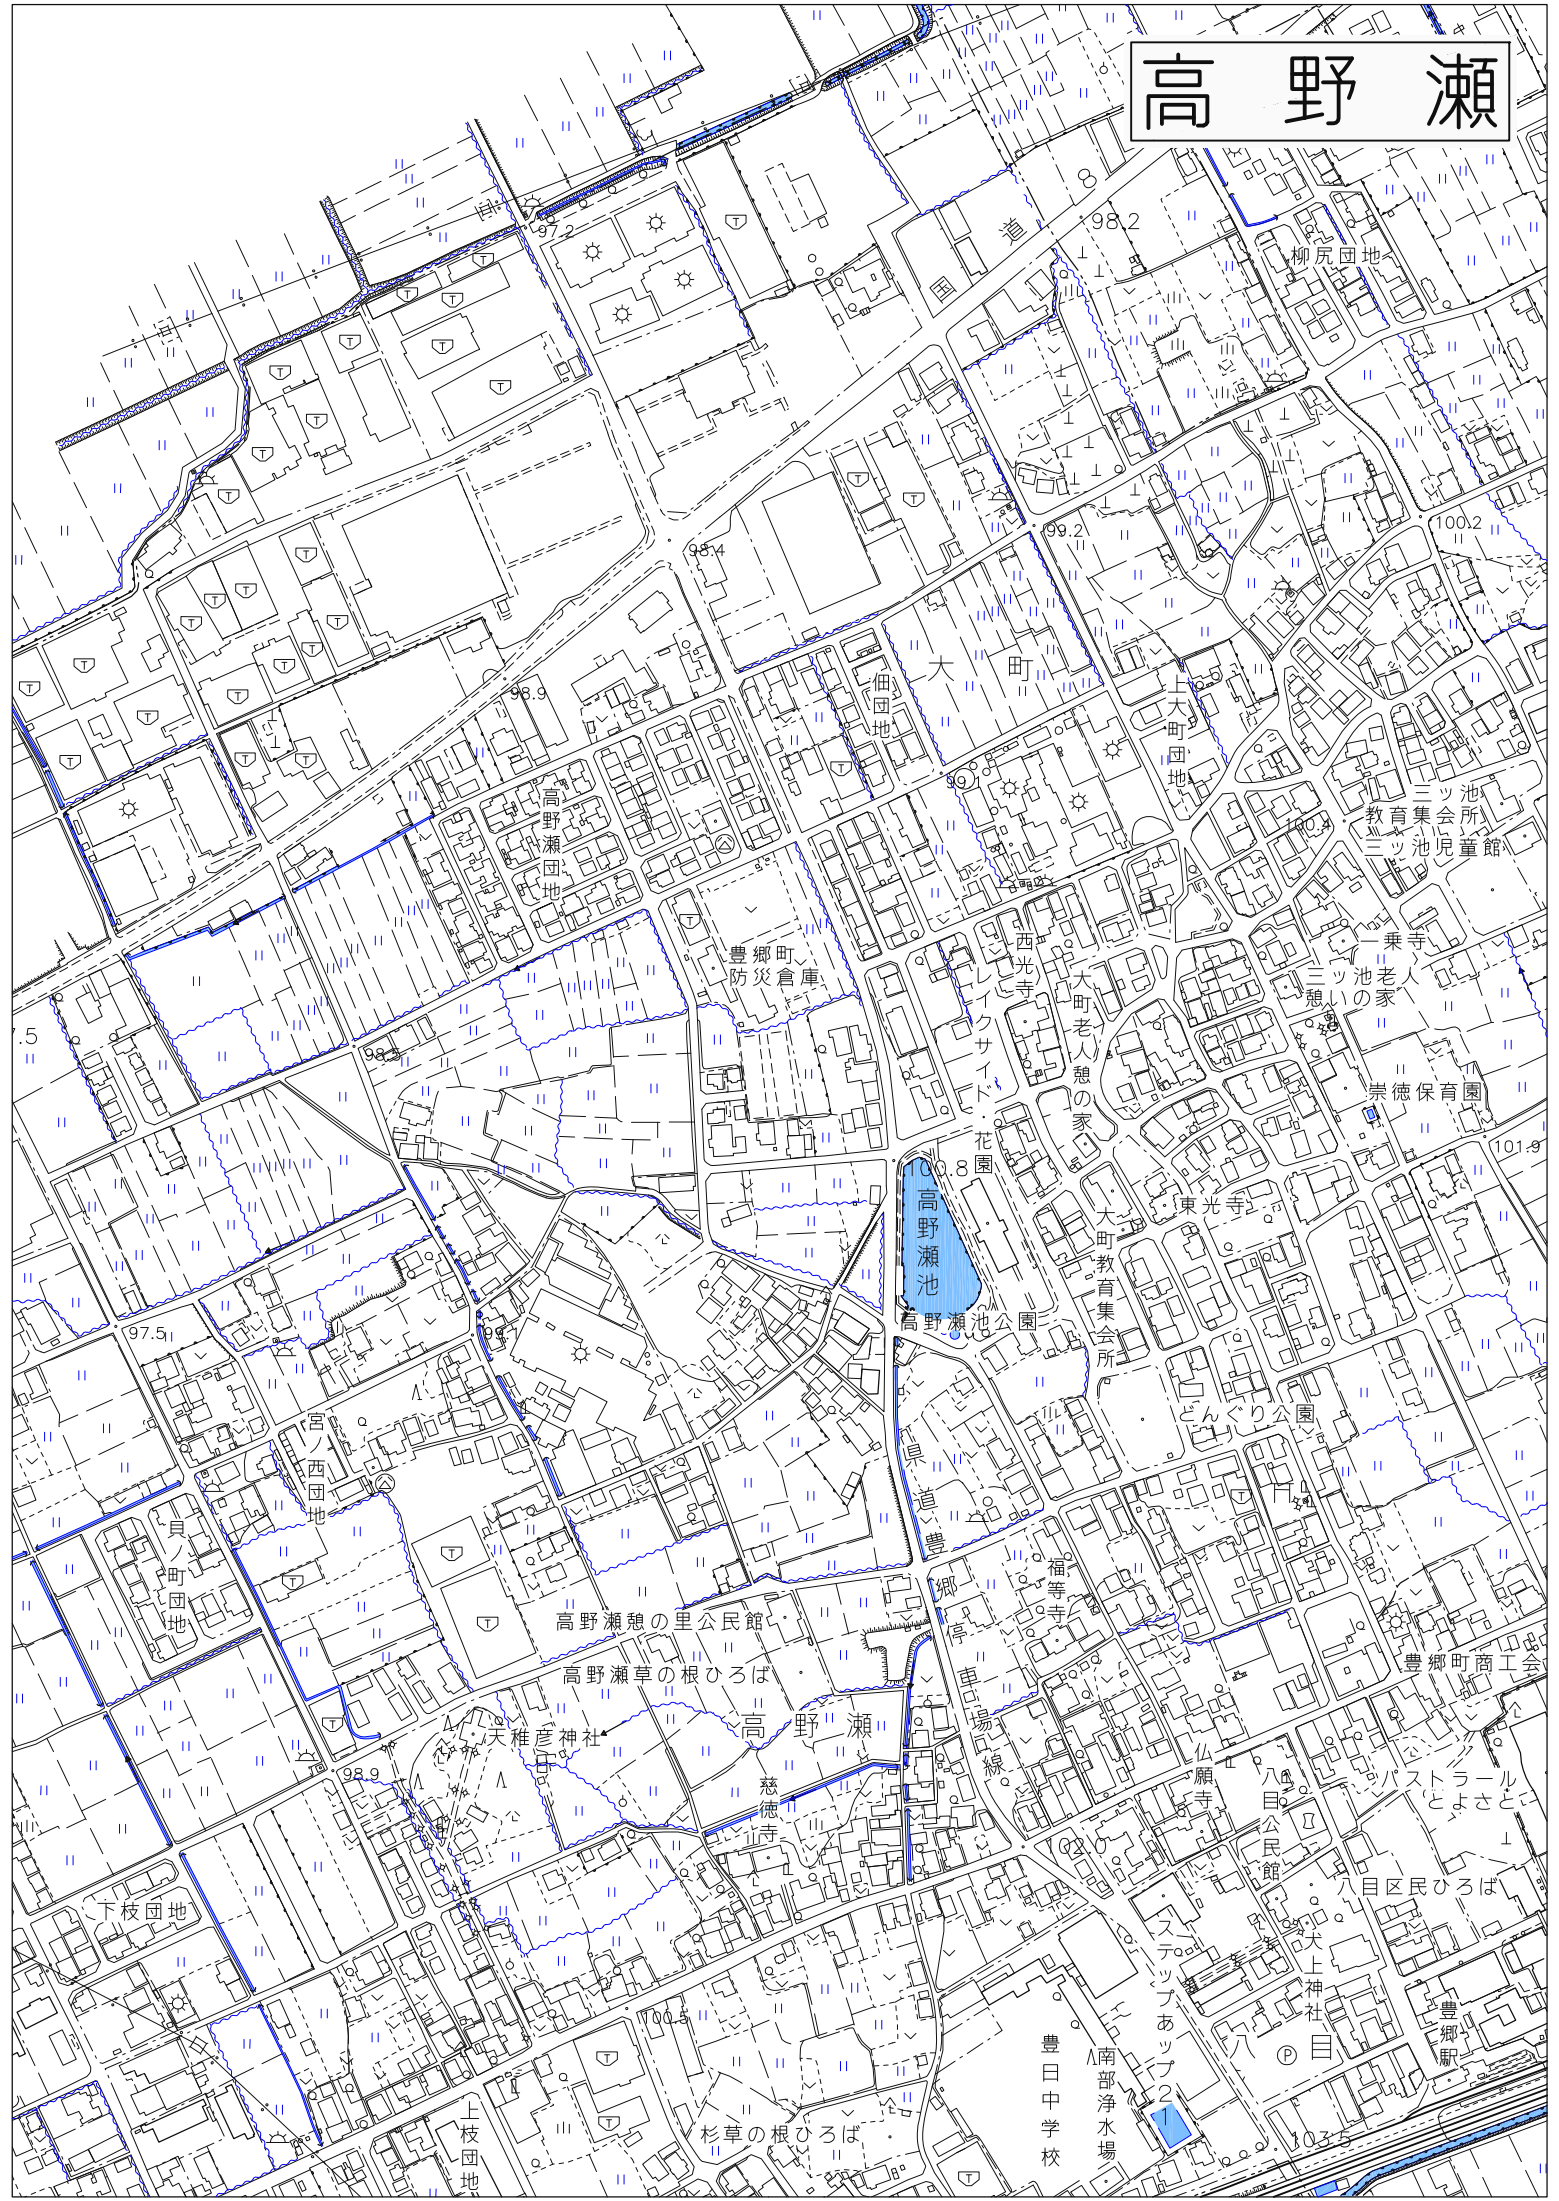 高野瀬
国道8
98.2
97.2
柳尻団地
100.2
99.2
98.4
98.9
大町
佃団地
上大町団地
99.1
高野瀬団地
100.4
三ッ池
教育集会所
三ッ池児童館
豊郷町
防災倉庫
西光寺
レイクサイド・花園
大町老人憩の家
一乗寺
三ッ池老人
憩いの家
7.5
98.5
崇徳保育園
101.9
100.8
高野瀬池
高野瀬池公園
東光寺
大町教育集会所
97.5
99.1
どんぐり公園
宮ノ西団地
貝ノ町団地
県道豊郷停車場線
福等寺
高野瀬憩の里公民館
高野瀬草の根ひろば
豊郷町商工会
天稚彦神社
高野瀬
慈徳寺
仏願寺
八目公民館
パストラール
とよさと
98.9
102.0
八目区民ひろば
下枝団地
ステップあップ21
犬上神社
豊郷駅
100.5
八目
P
豊日中学校
南部浄水場
上枝団地
杉草の根ひろば
103.5